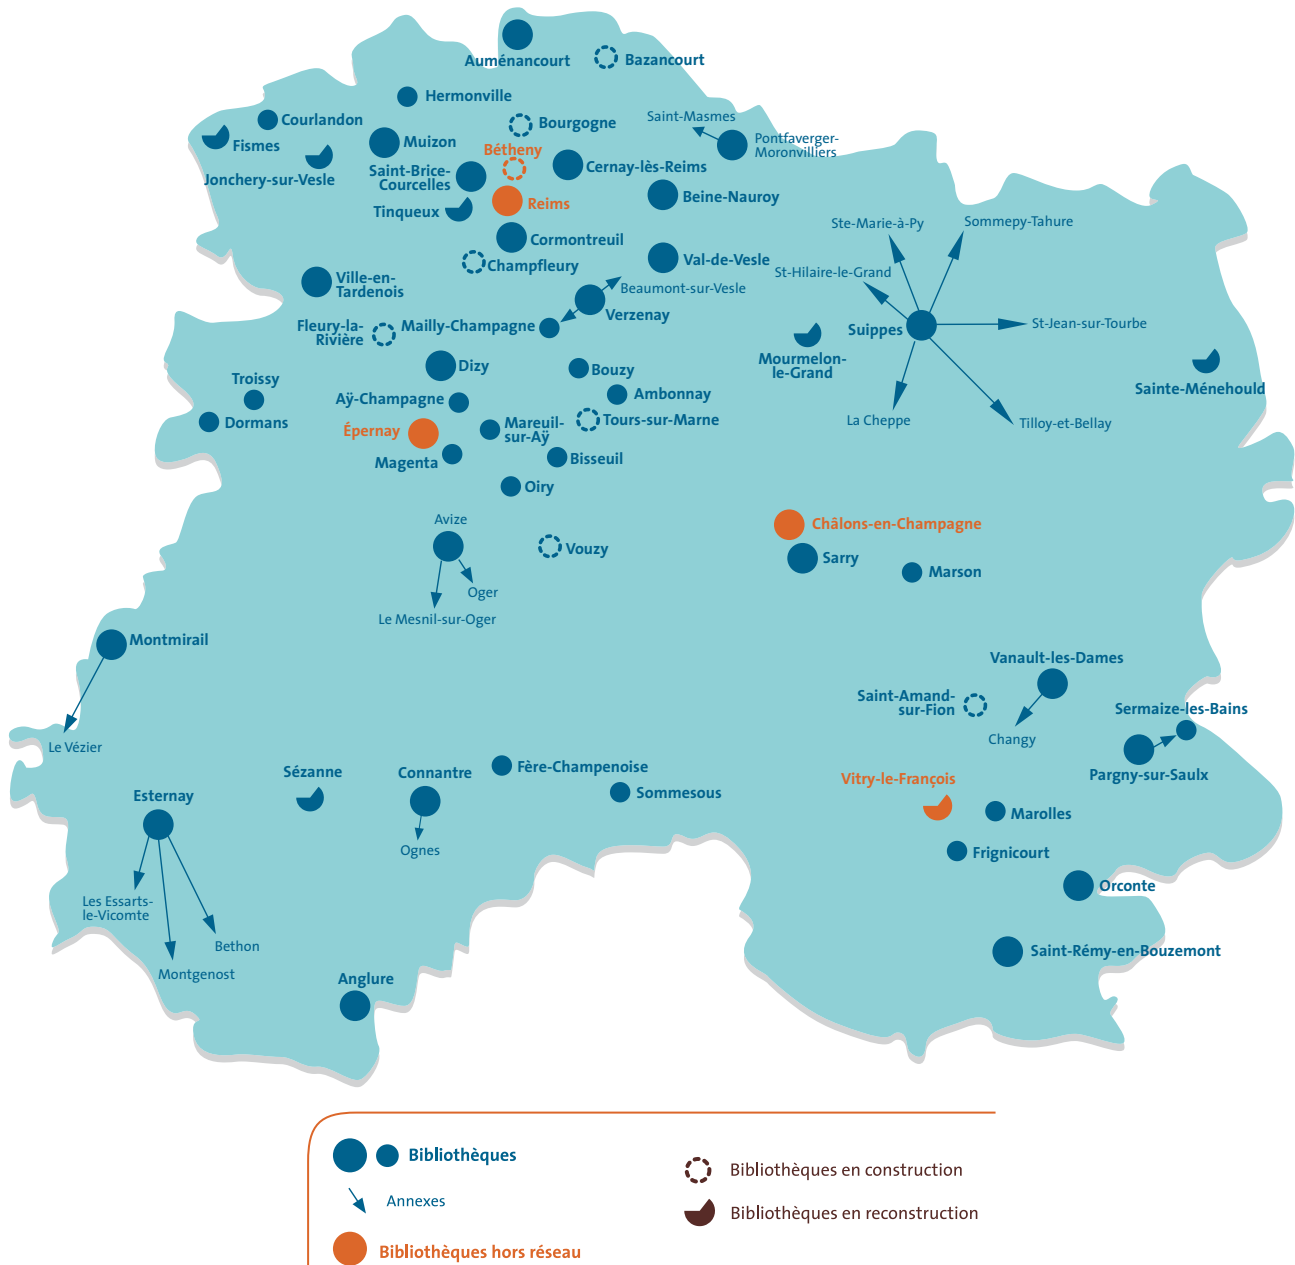 Auménancourt
Bazancourt
Hermonville
Courlandon
Fismes
Jonchery-sur-Vesle
Muizon
Bourgogne
Saint-Masmes
Pontfaverger-
Moronvilliers
Bétheny
Saint-Brice-
Courcelles
Cernay-lès-Reims
Tinqueux
Reims
Beine-Nauroy
Cormontreuil
Champfleury
Val-de-Vesle
Ste-Marie-à-Py
Sommepy-Tahure
St-Hilaire-le-Grand
Ville-en-
Tardenois
Beaumont-sur-Vesle
Verzenay
Fleury-la-
Rivière
Mailly-Champagne
Suippes
St-Jean-sur-Tourbe
Mourmelon-
le-Grand
Sainte-Ménehould
Dizy
Bouzy
Troissy
Dormans
Aÿ-Champagne
Ambonnay
Épernay
Mareuil-
sur-Aÿ
Tours-sur-Marne
La Cheppe
Tilloy-et-Bellay
Magenta
Bisseuil
Oiry
Avize
Vouzy
Châlons-en-Champagne
Sarry
Marson
Oger
Le Mesnil-sur-Oger
Montmirail
Vanault-les-Dames
Saint-Amand-
sur-Fion
Sermaize-les-Bains
Changy
Le Vézier
Pargny-sur-Saulx
Sézanne
Connantre
Fère-Champenoise
Sommesous
Vitry-le-François
Esternay
Marolles
Ognes
Frignicourt
Orconte
Les Essarts-
le-Vicomte
Bethon
Montgenost
Saint-Rémy-en-Bouzemont
Anglure
Bibliothèques
Annexes
Bibliothèques hors réseau
Bibliothèques en construction
Bibliothèques en reconstruction